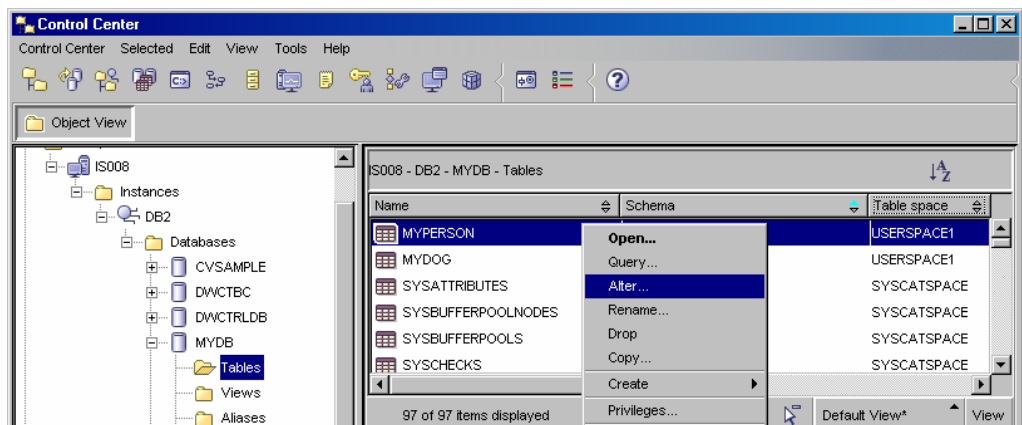 Control Center
Control Center Selected Edit View Tools Help
Object View
IS008
Instances
DB2
Databases
CVSAMPLE
DWCTBC
DWCTRLDB
MYDB
Tables
Views
Aliases
IS008 - DB2 - MYDB - Tables
Name Schema Table space
MYPERSON USERSPACE1
MYDOG USERSPACE1
SYSATTRIBUTES SYSCATSPACE
SYSBUFFERPOOLNODES SYSCATSPACE
SYSBUFFERPOOLS SYSCATSPACE
SYSCHECKS SYSCATSPACE
Open...
Query...
Alter...
Rename...
Drop
Copy...
Create
Privileges...
97 of 97 items displayed Default View* View